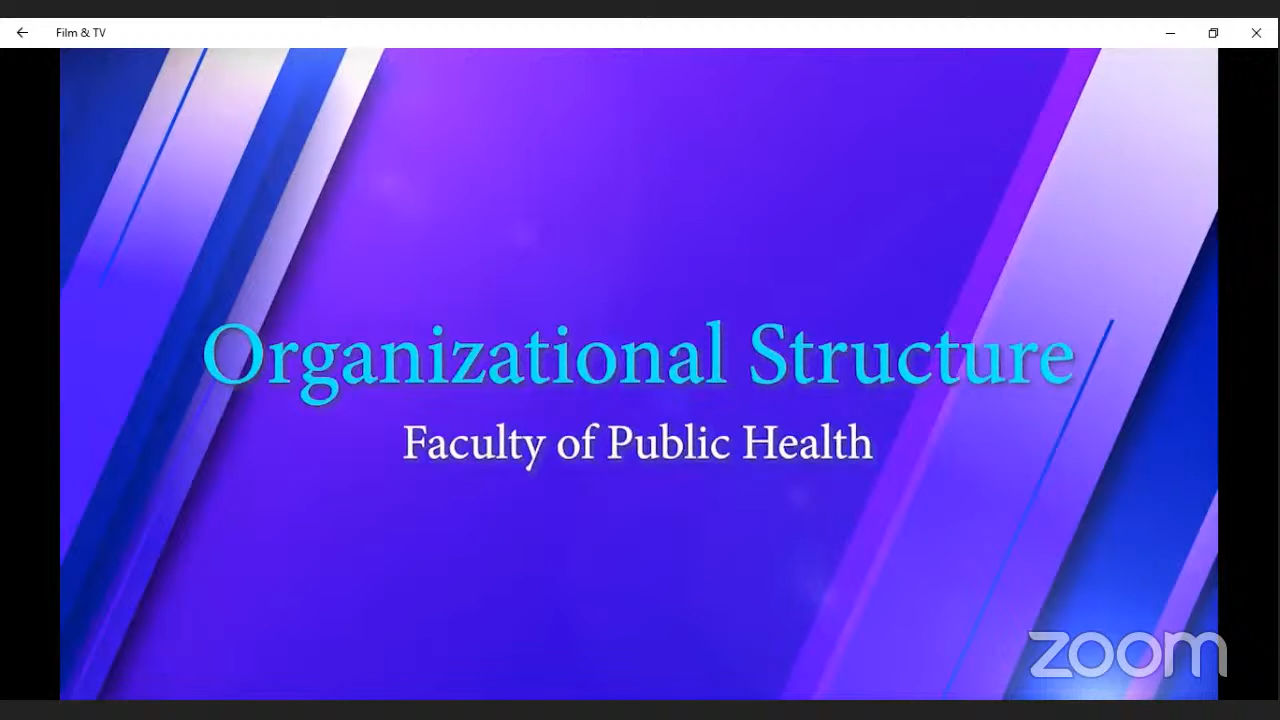 Film & TV
Organizational Structure
Faculty of Public Health
zoom